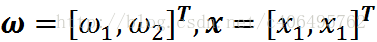 ω = [ω₁, ω₂]ᵀ, x = [x₁, x₁]ᵀ